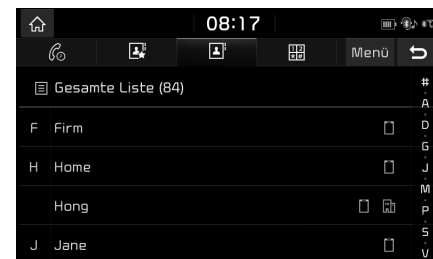 08:17
Menü
Gesamte Liste (84)
F Firm
H Home
Hong
J Jane
#
A
D
G
J
M
P
S
V